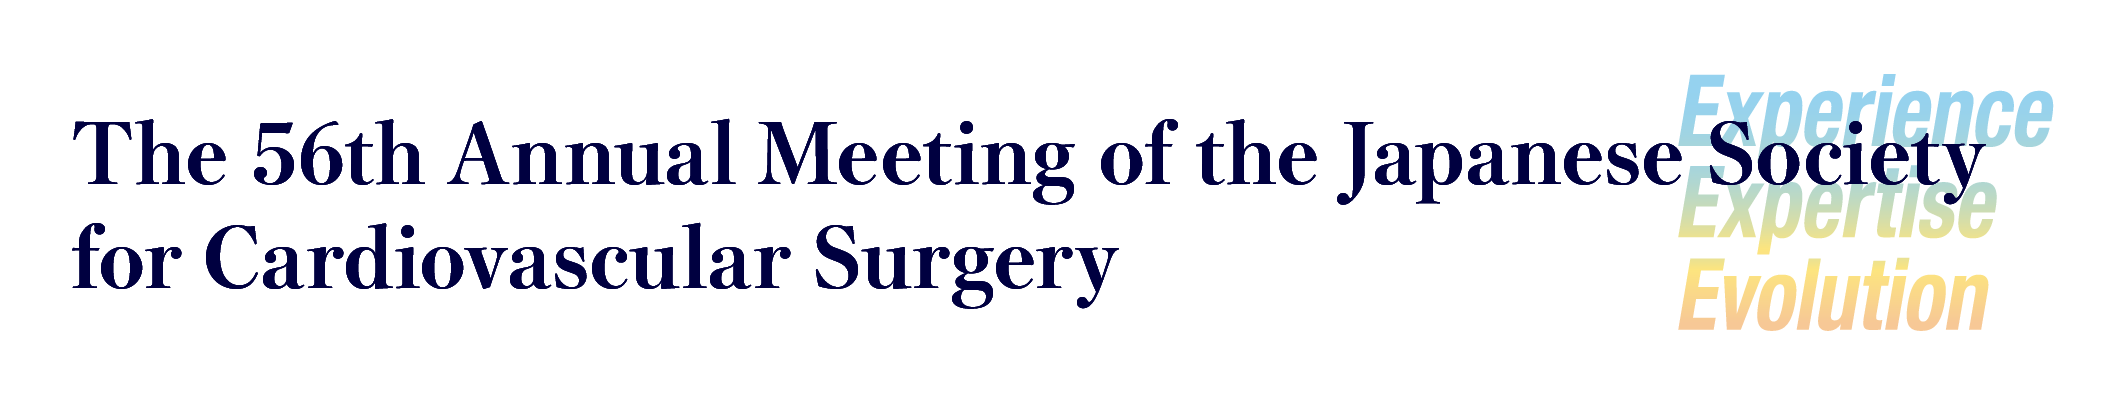 The 56th Annual Meeting of the Japanese Society
for Cardiovascular Surgery
Experience
Expertise
Evolution